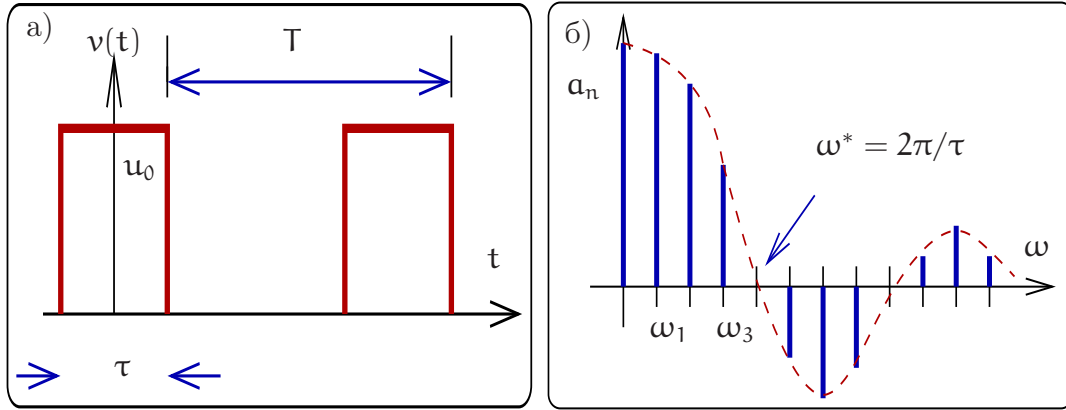 а)
v(t)
T
u₀
t
τ
б)
aₙ
ω* = 2π/τ
ω
ω₁
ω₃